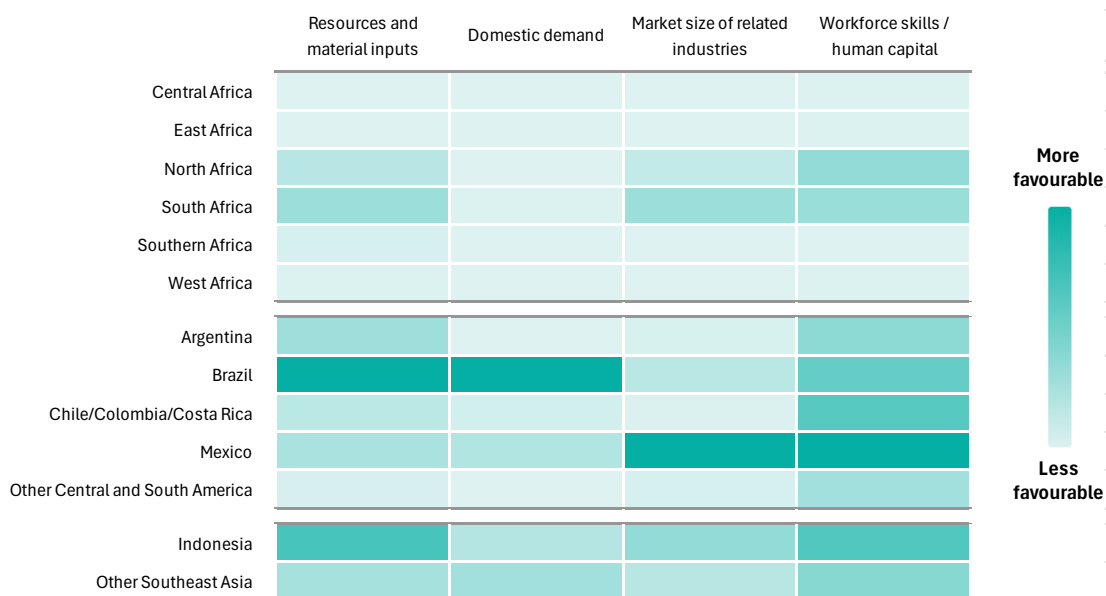 Resources and
material inputs
Domestic demand
Market size of related
industries
Workforce skills /
human capital
Central Africa
East Africa
North Africa
South Africa
Southern Africa
West Africa
Argentina
Brazil
Chile/Colombia/Costa Rica
Mexico
Other Central and South America
Indonesia
Other Southeast Asia
More
favourable
Less
favourable